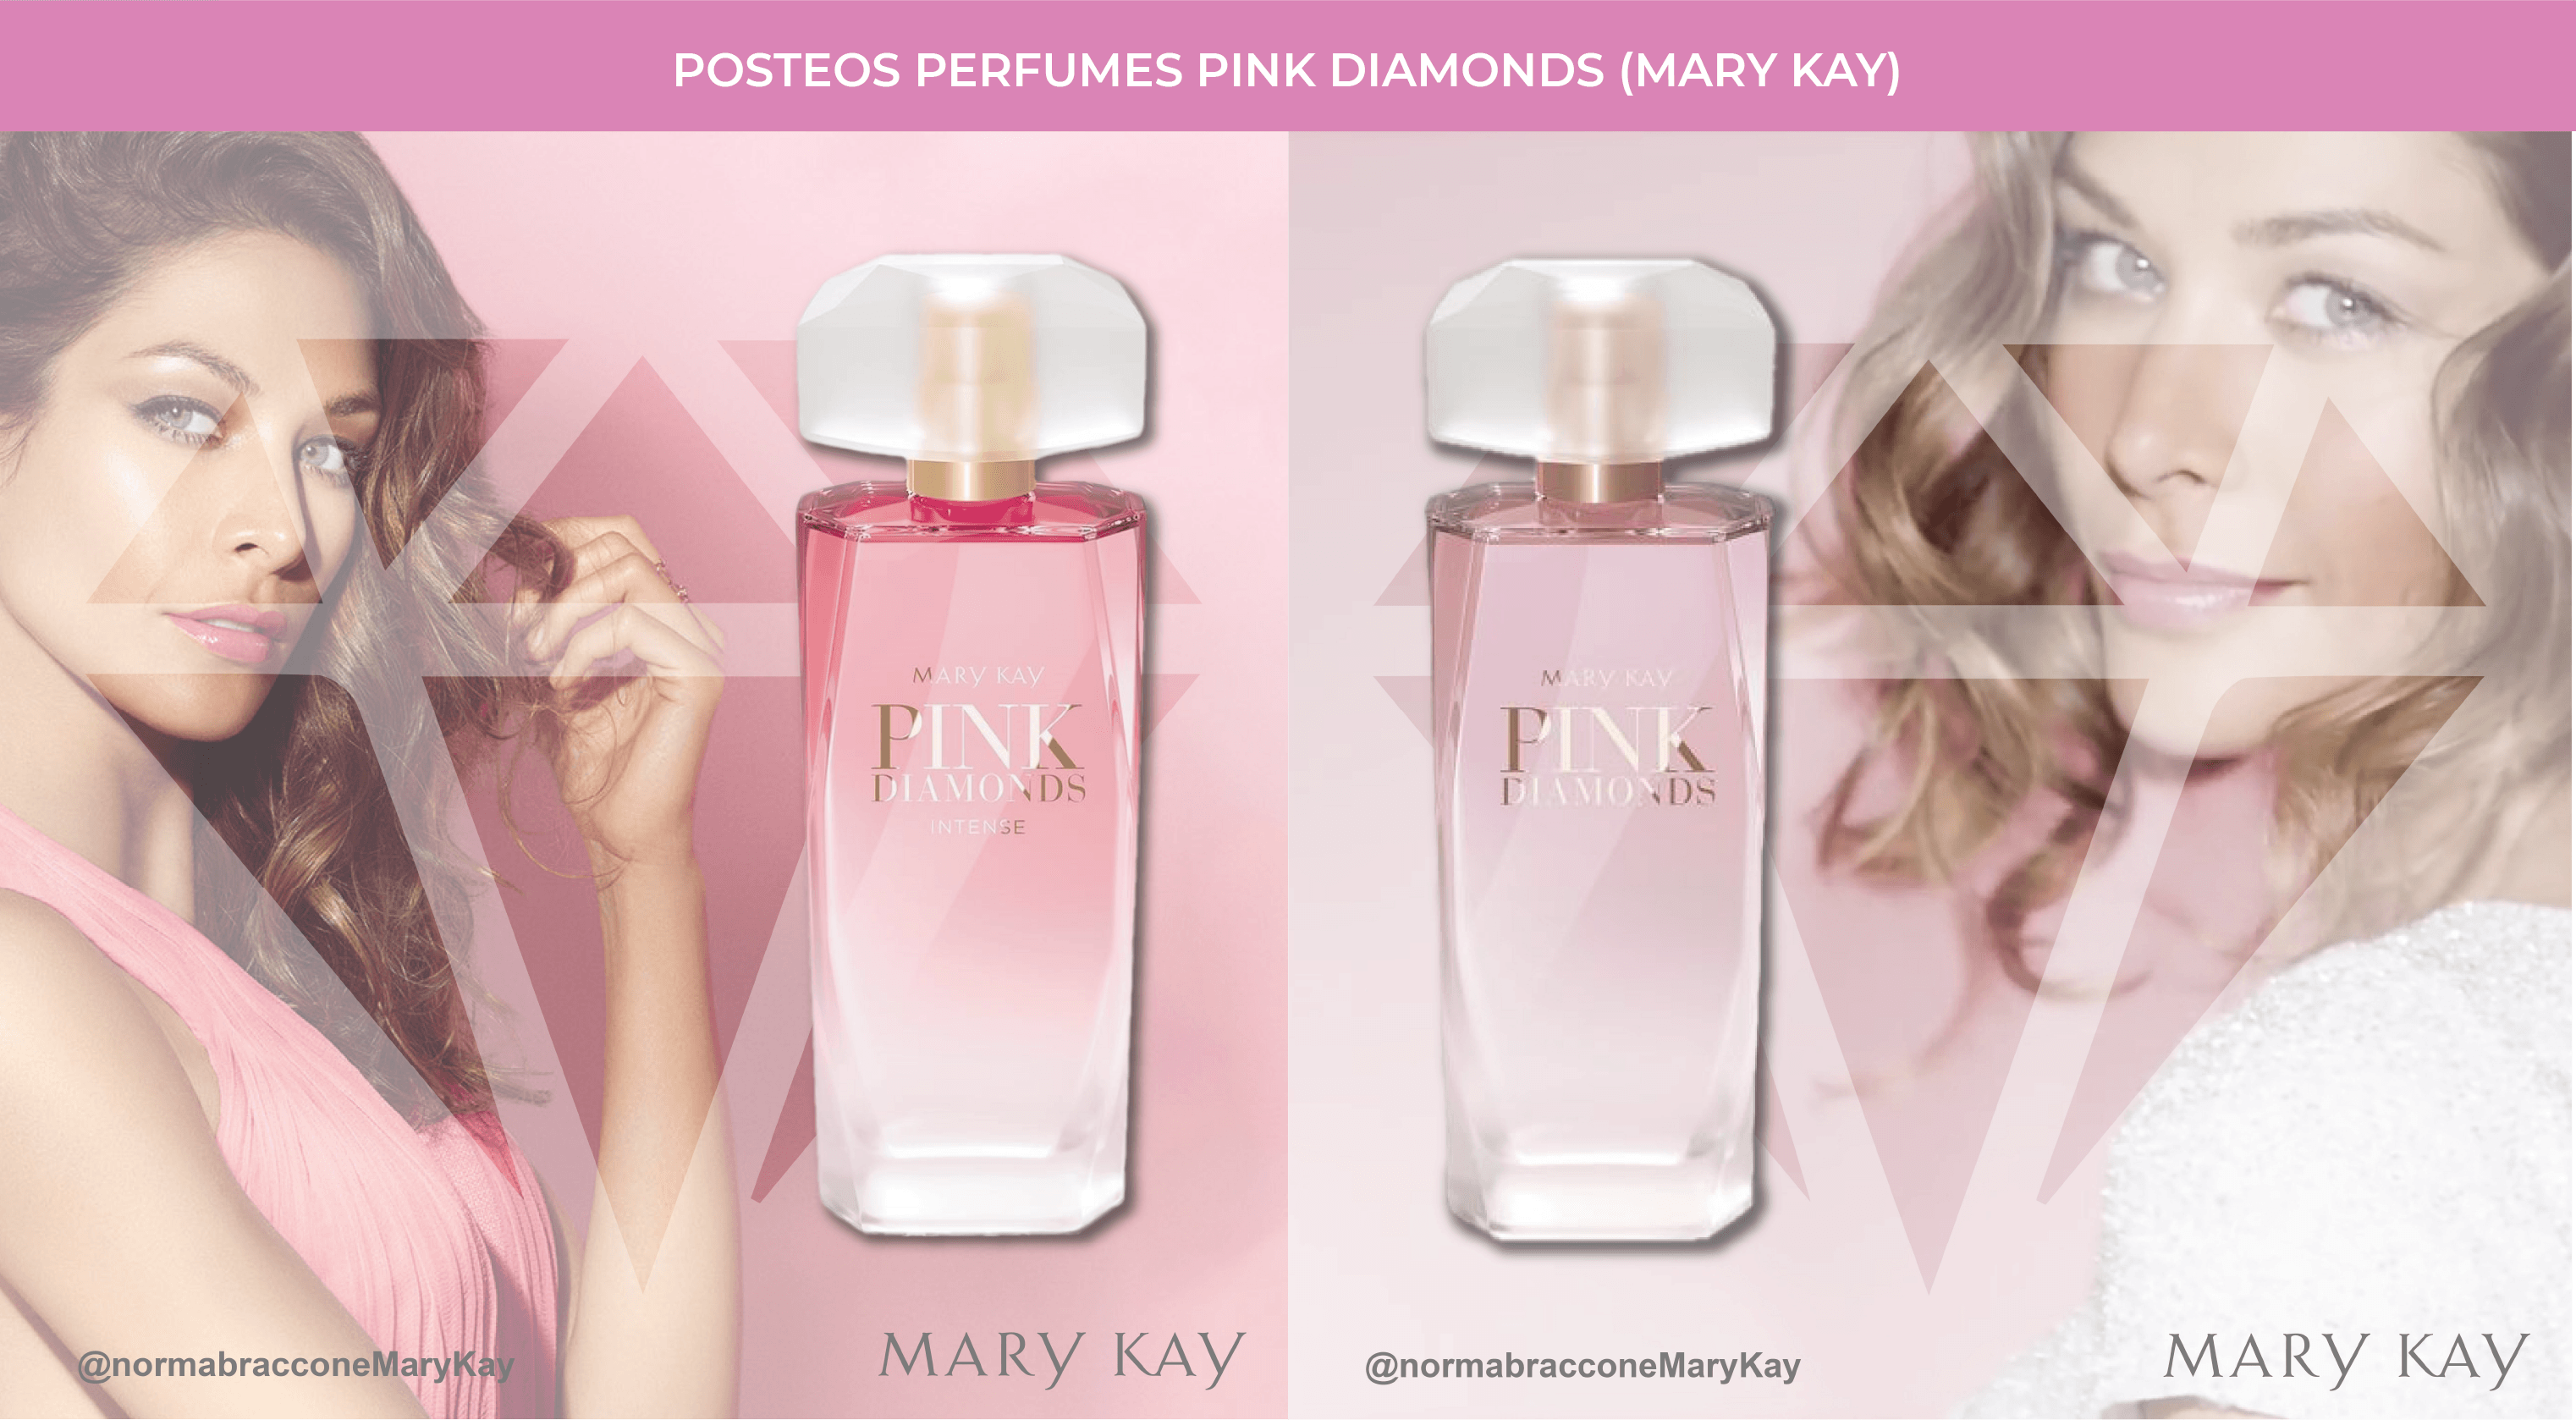 POSTEOS PERFUMES PINK DIAMONDS (MARY KAY)
MARY KAY
PINK
DIAMONDS
INTENSE
@normabracconeMaryKay
MARY KAY
MARY KAY
PINK
DIAMONDS
@normabracconeMaryKay
MARY KAY